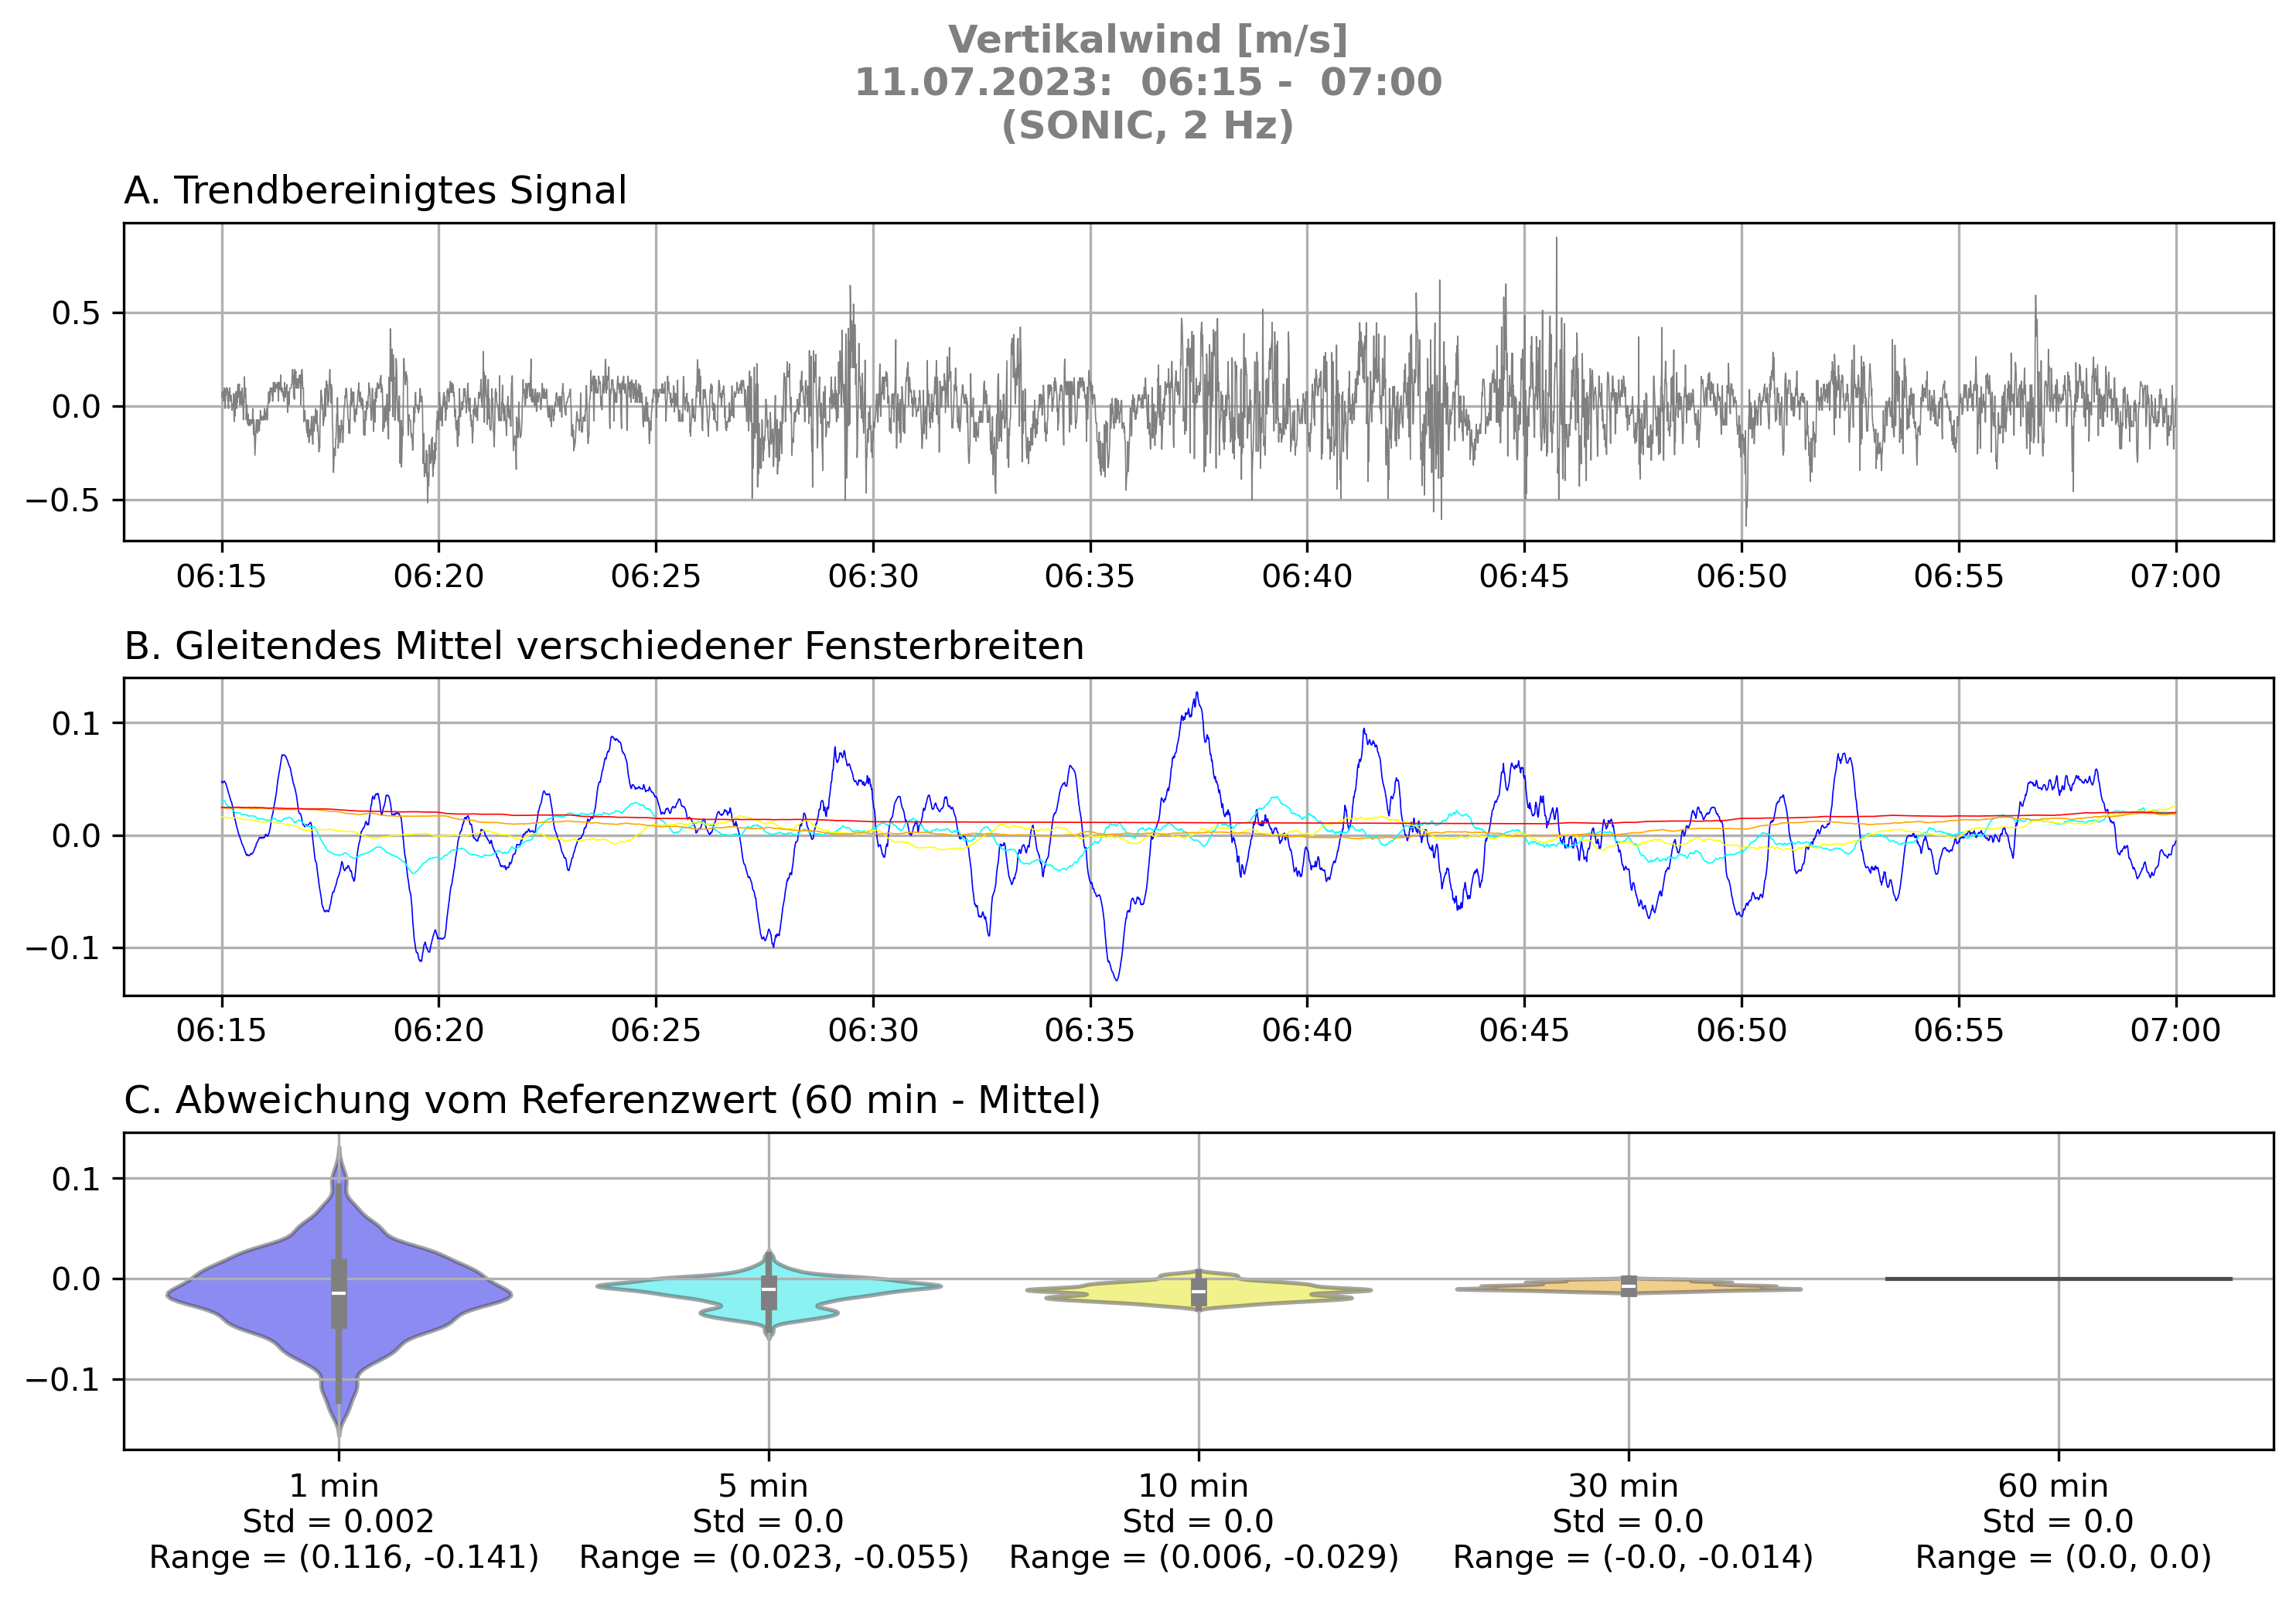 Vertikalwind [m/s]
11.07.2023:  06:15 -  07:00
(SONIC, 2 Hz)
A. Trendbereinigtes Signal
0.5
0.0
−0.5
06:15 06:20 06:25 06:30 06:35 06:40 06:45 06:50 06:55 07:00
B. Gleitendes Mittel verschiedener Fensterbreiten
0.1
0.0
−0.1
06:15 06:20 06:25 06:30 06:35 06:40 06:45 06:50 06:55 07:00
C. Abweichung vom Referenzwert (60 min - Mittel)
0.1
0.0
−0.1
1 min 5 min 10 min 30 min 60 min
Std = 0.002 Std = 0.0 Std = 0.0 Std = 0.0 Std = 0.0
Range = (0.116, -0.141) Range = (0.023, -0.055) Range = (0.006, -0.029) Range = (-0.0, -0.014) Range = (0.0, 0.0)